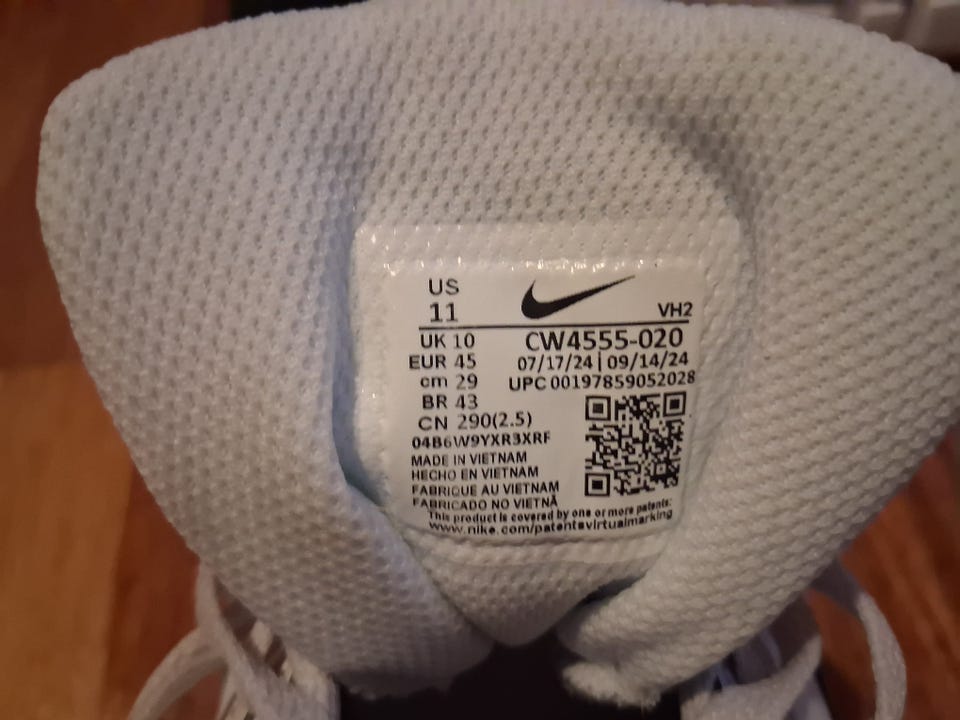 US
11
VH2
UK 10
CW4555-020
EUR 45
07/17/24 | 09/14/24
cm 29
UPC 00197859052028
BR 43
CN 290(2.5)
04B6W9YXR3XRF
MADE IN VIETNAM
HECHO EN VIETNAM
FABRIQUE AU VIETNAM
FABRICADO NO VIETNÃ
This product is covered by one or more patents:
www.nike.com/patentsvirtualmarking